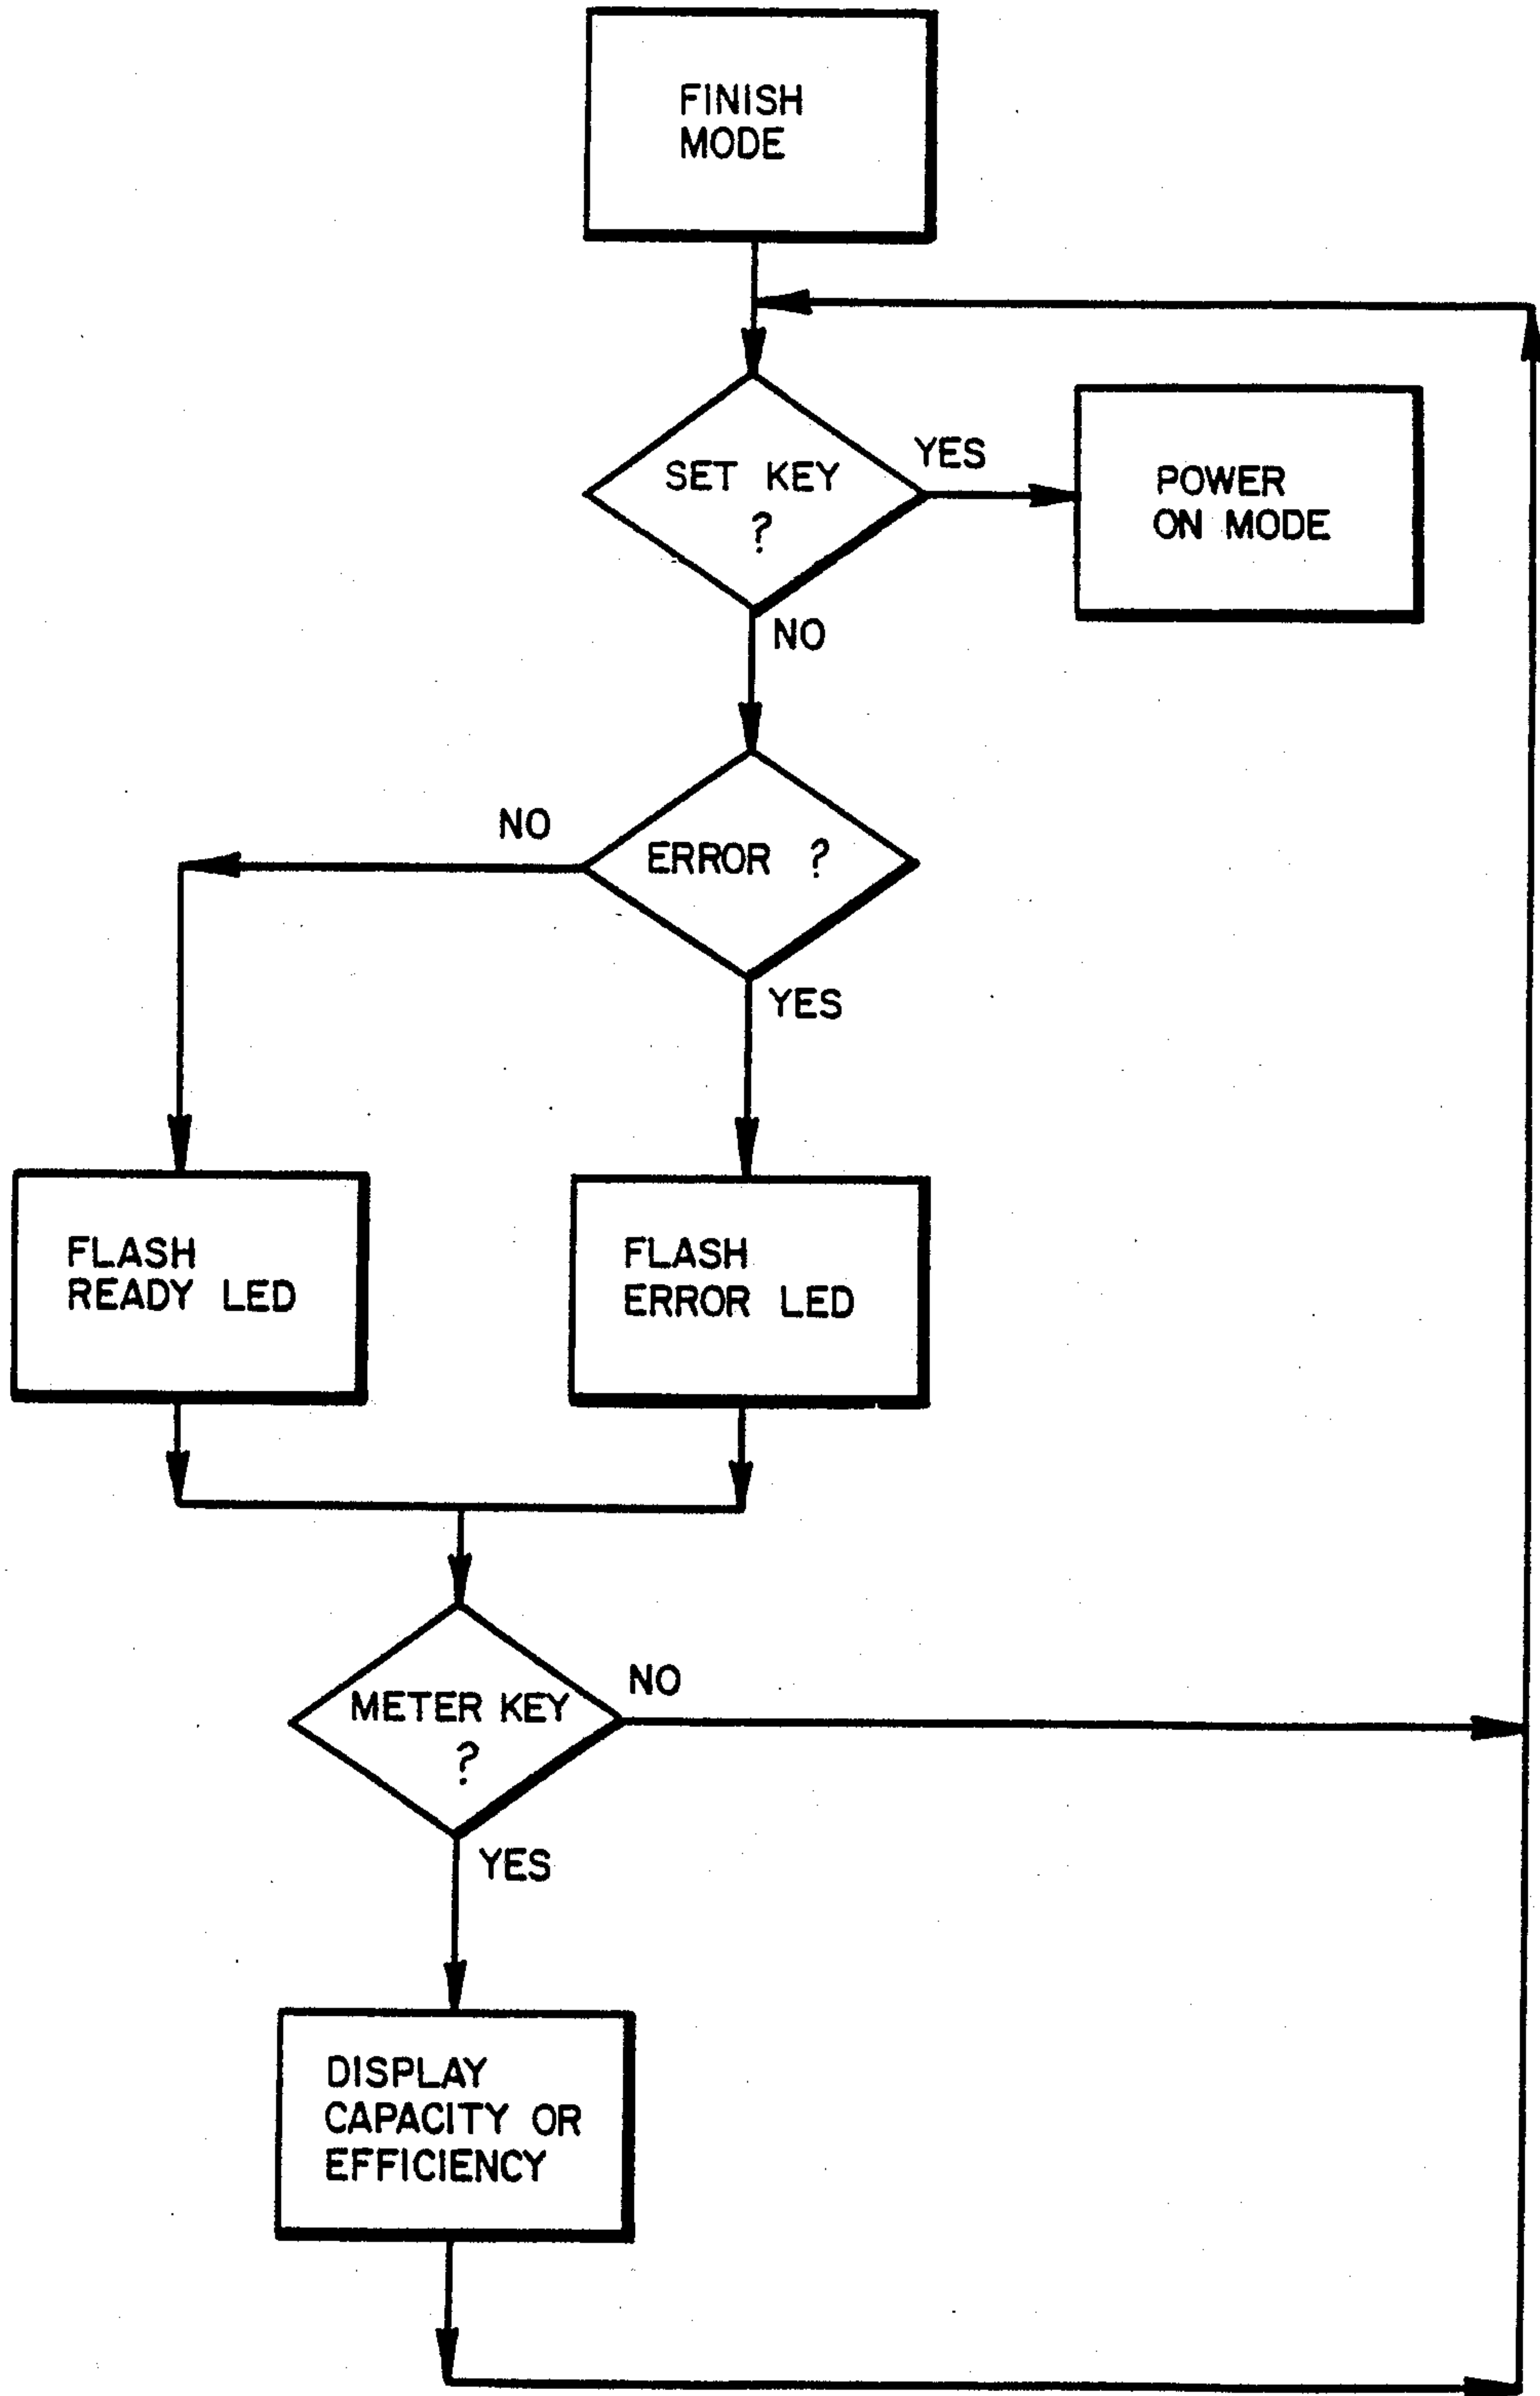 FINISH
MODE
SET KEY
?
YES
POWER
ON MODE
NO
NO
ERROR ?
YES
FLASH
READY LED
FLASH
ERROR LED
METER KEY
?
NO
YES
DISPLAY
CAPACITY OR
EFFICIENCY